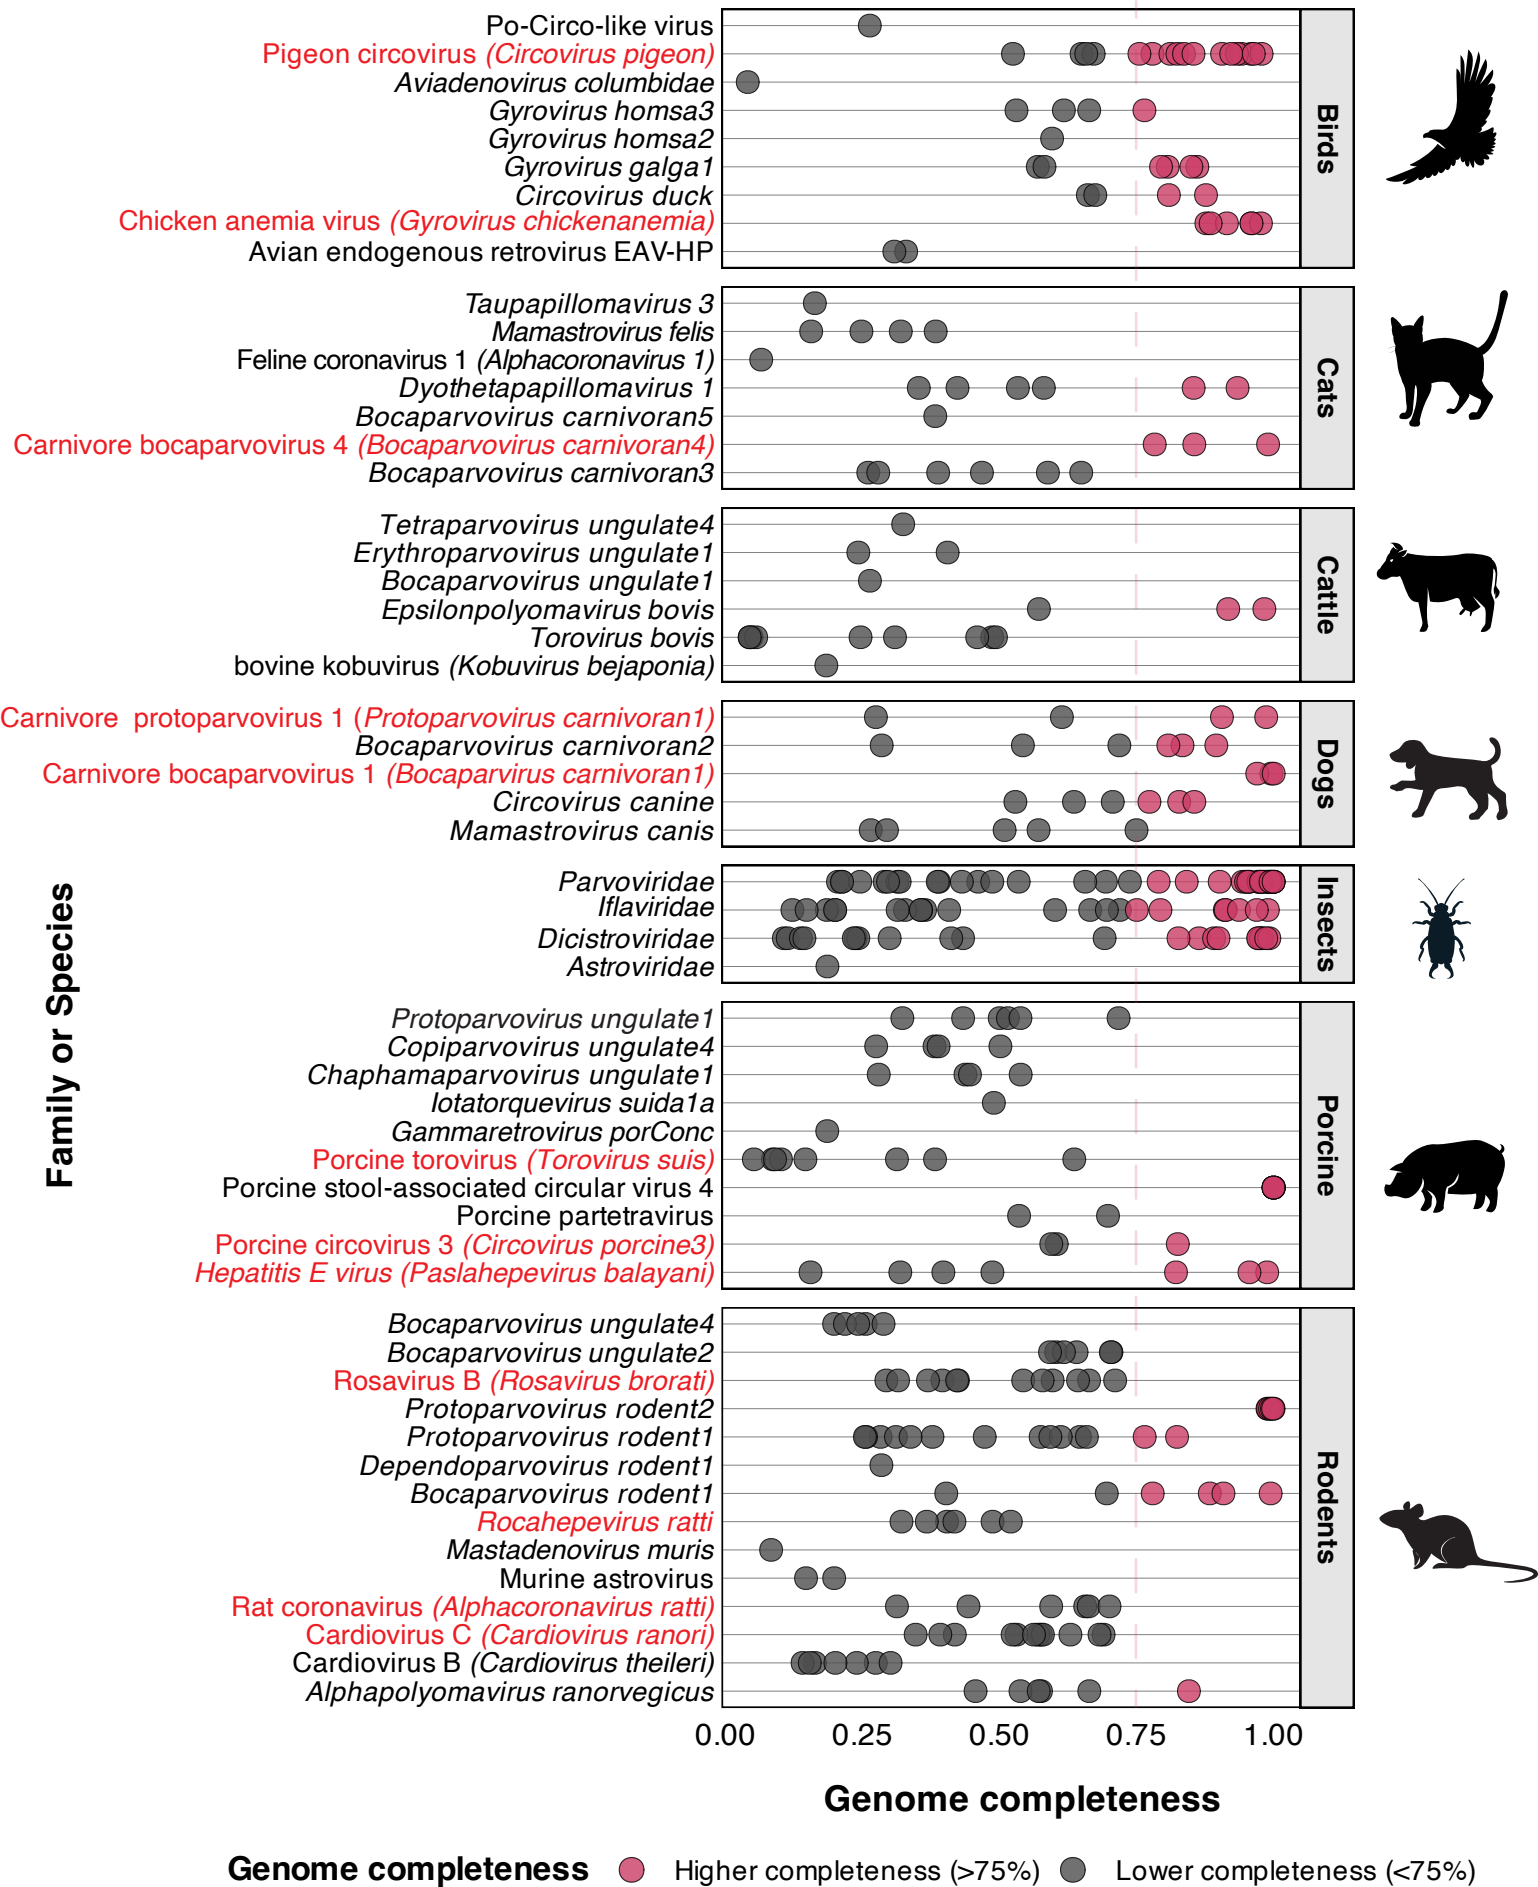 Po-Circo-like virus
Pigeon circovirus (Circovirus pigeon)
Aviadenovirus columbidae
Gyrovirus homsa3
Gyrovirus homsa2
Gyrovirus galga1
Circovirus duck
Chicken anemia virus (Gyrovirus chickenanemia)
Avian endogenous retrovirus EAV-HP
Birds
Taupapillomavirus 3
Mamastrovirus felis
Feline coronavirus 1 (Alphacoronavirus 1)
Dyothetapapillomavirus 1
Bocaparvovirus carnivoran5
Carnivore bocaparvovirus 4 (Bocaparvovirus carnivoran4)
Bocaparvovirus carnivoran3
Cats
Tetraparvovirus ungulate4
Erythroparvovirus ungulate1
Bocaparvovirus ungulate1
Epsilonpolyomavirus bovis
Torovirus bovis
bovine kobuvirus (Kobuvirus bejaponia)
Cattle
Carnivore protoparvovirus 1 (Protoparvovirus carnivoran1)
Bocaparvovirus carnivoran2
Carnivore bocaparvovirus 1 (Bocaparvirus carnivoran1)
Circovirus canine
Mamastrovirus canis
Dogs
Parvoviridae
Iflaviridae
Dicistroviridae
Astroviridae
Insects
Protoparvovirus ungulate1
Copiparvovirus ungulate4
Chaphamaparvovirus ungulate1
Iotatorquevirus suida1a
Gammaretrovirus porConc
Porcine torovirus (Torovirus suis)
Porcine stool-associated circular virus 4
Porcine partetravirus
Porcine circovirus 3 (Circovirus porcine3)
Hepatitis E virus (Paslahepevirus balayani)
Porcine
Bocaparvovirus ungulate4
Bocaparvovirus ungulate2
Rosavirus B (Rosavirus brorati)
Protoparvovirus rodent2
Protoparvovirus rodent1
Dependoparvovirus rodent1
Bocaparvovirus rodent1
Rocahepevirus ratti
Mastadenovirus muris
Murine astrovirus
Rat coronavirus (Alphacoronavirus ratti)
Cardiovirus C (Cardiovirus ranori)
Cardiovirus B (Cardiovirus theileri)
Alphapolyomavirus ranorvegicus
Rodents
Family or Species
0.00 0.25 0.50 0.75 1.00
Genome completeness
Genome completeness Higher completeness (>75%) Lower completeness (<75%)